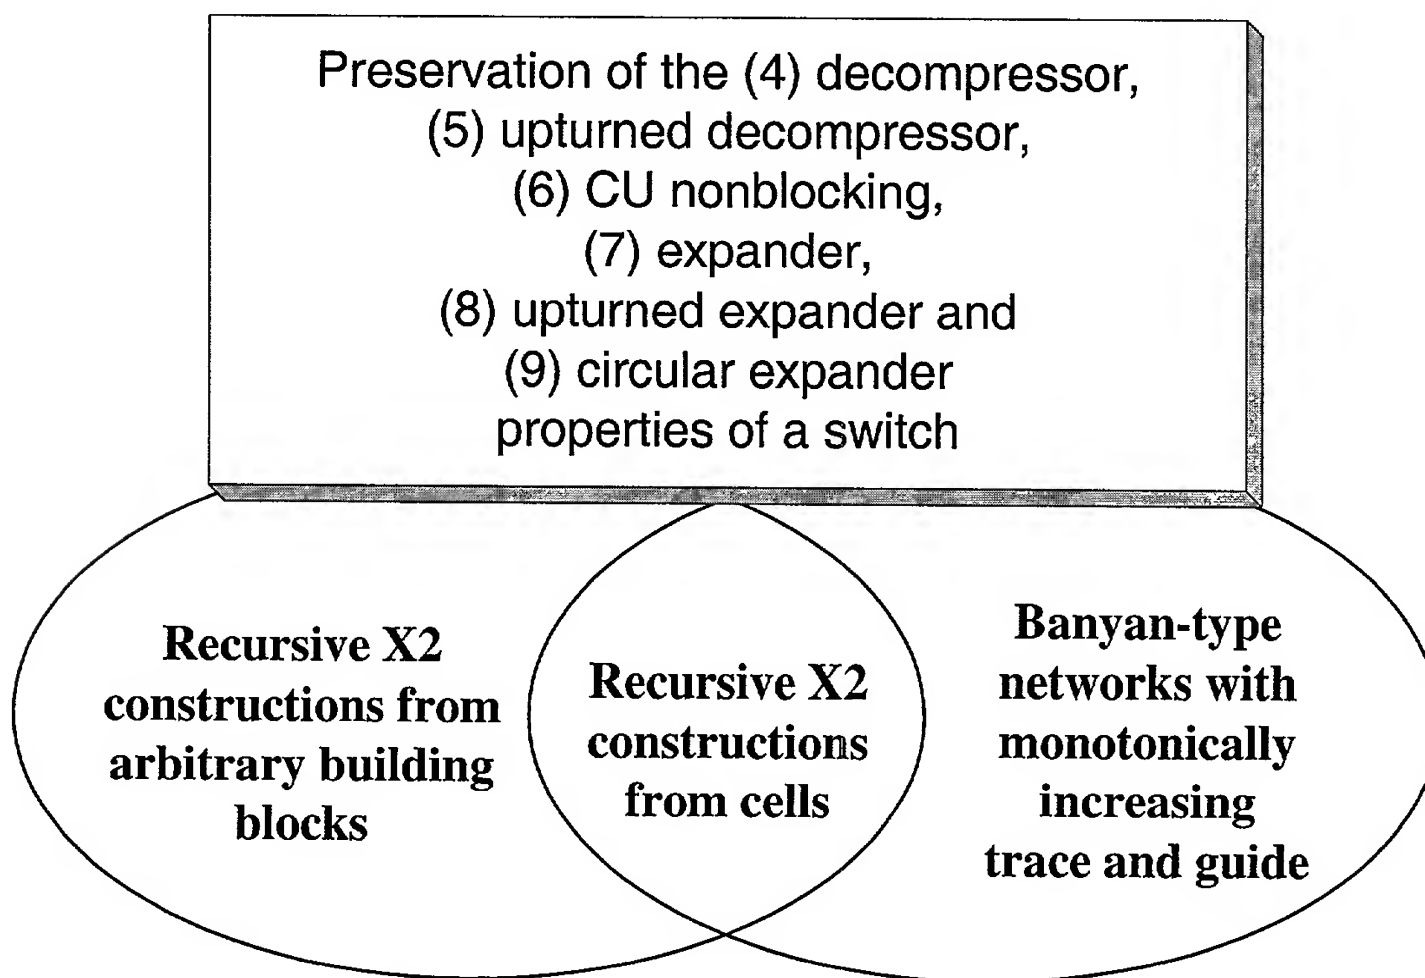 Preservation of the (4) decompressor,
(5) upturned decompressor,
(6) CU nonblocking,
(7) expander,
(8) upturned expander and
(9) circular expander
properties of a switch
Recursive X2
constructions from
arbitrary building
blocks
Recursive X2
constructions
from cells
Banyan-type
networks with
monotonically
increasing
trace and guide